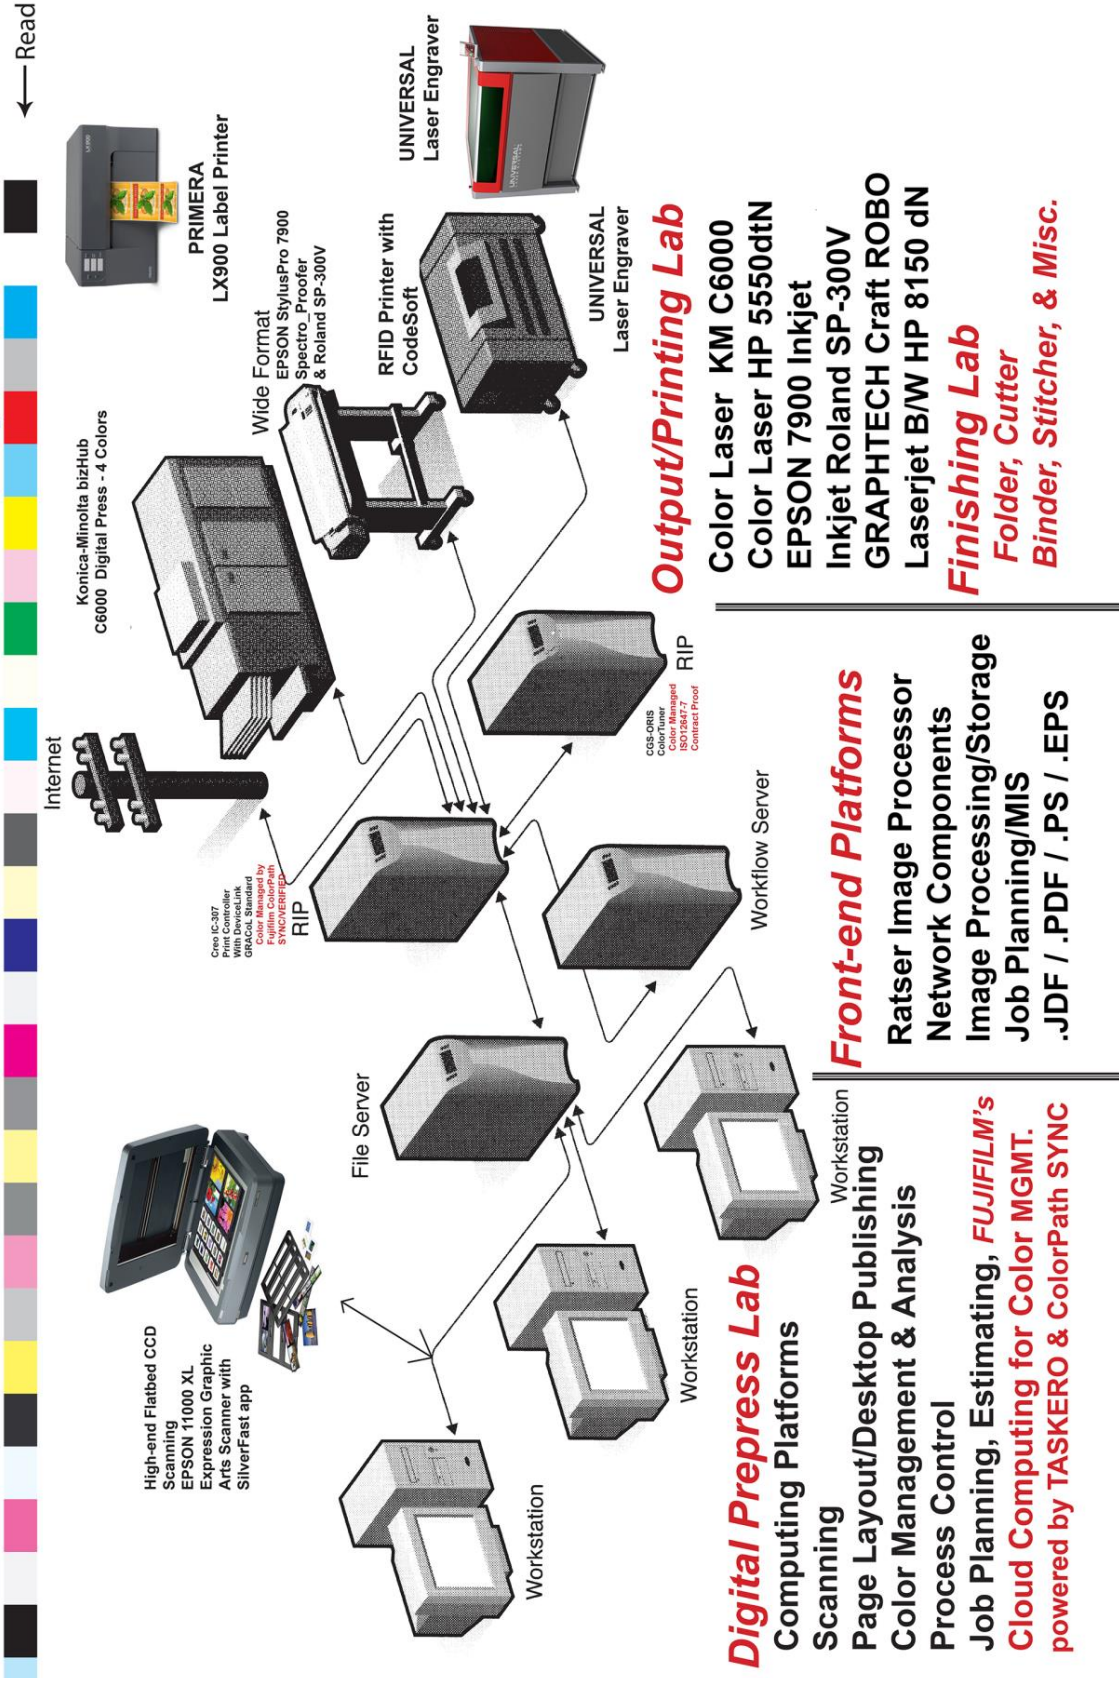 Read
High-end Flatbed CCD
Scanning
EPSON 11000 XL
Expression Graphic
Arts Scanner with
SilverFast app
Internet
Konica-Minolta bizHub
C6000 Digital Press - 4 Colors
LX900
PRIMERA
LX900 Label Printer
Wide Format
EPSON StylusPro 7900
Spectro_Proofer
& Roland SP-300V
RFID Printer with
CodeSoft
UNIVERSAL
Laser Engraver
UNIVERSAL
UNIVERSAL
Laser Engraver
File Server
Creo IC-307
Print Controller
With DeviceLink
GRACoL Standard
Color Managed by
Fujifilm ColorPath
SYNC/VERIFIED
RIP
CGS-ORIS
ColorTuner
Color Managed
ISO12647-7
Contract Proof
RIP
Workflow Server
Workstation
Workstation
Workstation
Digital Prepress Lab
Computing Platforms
Scanning
Page Layout/Desktop Publishing
Color Management & Analysis
Process Control
Job Planning, Estimating, FUJIFILM's
Cloud Computing for Color MGMT.
powered by TASKERO & ColorPath SYNC
Front-end Platforms
Ratser Image Processor
Network Components
Image Processing/Storage
Job Planning/MIS
.JDF / .PDF / .PS / .EPS
Output/Printing Lab
Color Laser KM C6000
Color Laser HP 5550dtN
EPSON 7900 Inkjet
Inkjet Roland SP-300V
GRAPHTECH Craft ROBO
Laserjet B/W HP 8150 dN
Finishing Lab
Folder, Cutter
Binder, Stitcher, & Misc.